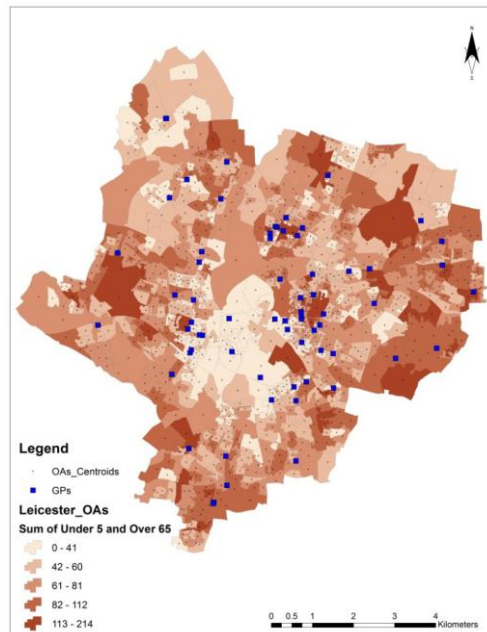 N
S
Legend
OAs_Centroids
GPs
Leicester_OAs
Sum of Under 5 and Over 65
0 - 41
42 - 60
61 - 81
82 - 112
113 - 214
0 0.5 1 2 3 4
Kilometers